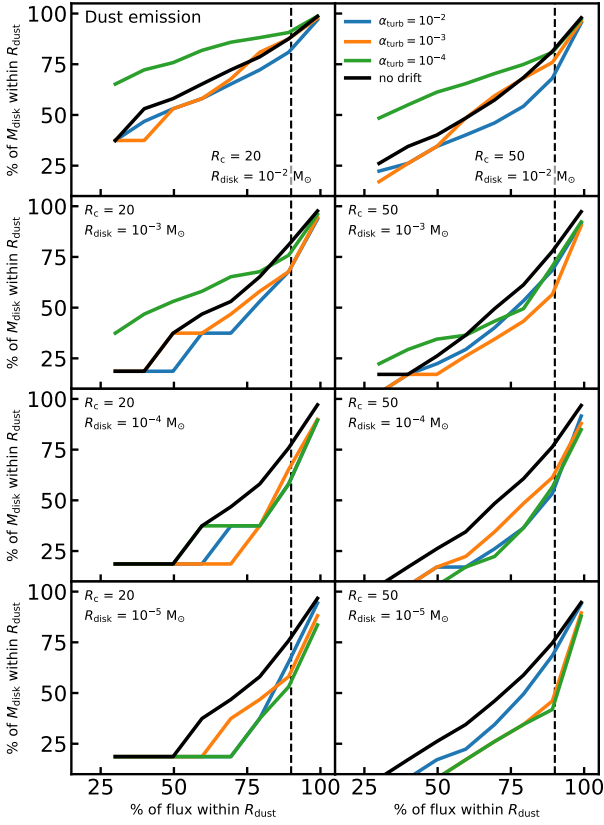 Dust emission
α_turb = 10^-2
α_turb = 10^-3
α_turb = 10^-4
no drift
100
75
50
25
% of M_disk within R_dust
R_c = 20
R_disk = 10^-2 M_⊙
R_c = 50
R_disk = 10^-2 M_⊙
100
75
50
25
% of M_disk within R_dust
R_c = 20
R_disk = 10^-3 M_⊙
R_c = 50
R_disk = 10^-3 M_⊙
100
75
50
25
% of M_disk within R_dust
R_c = 20
R_disk = 10^-4 M_⊙
R_c = 50
R_disk = 10^-4 M_⊙
100
75
50
25
% of M_disk within R_dust
R_c = 20
R_disk = 10^-5 M_⊙
R_c = 50
R_disk = 10^-5 M_⊙
25 50 75 100 25 50 75 100
% of flux within R_dust % of flux within R_dust